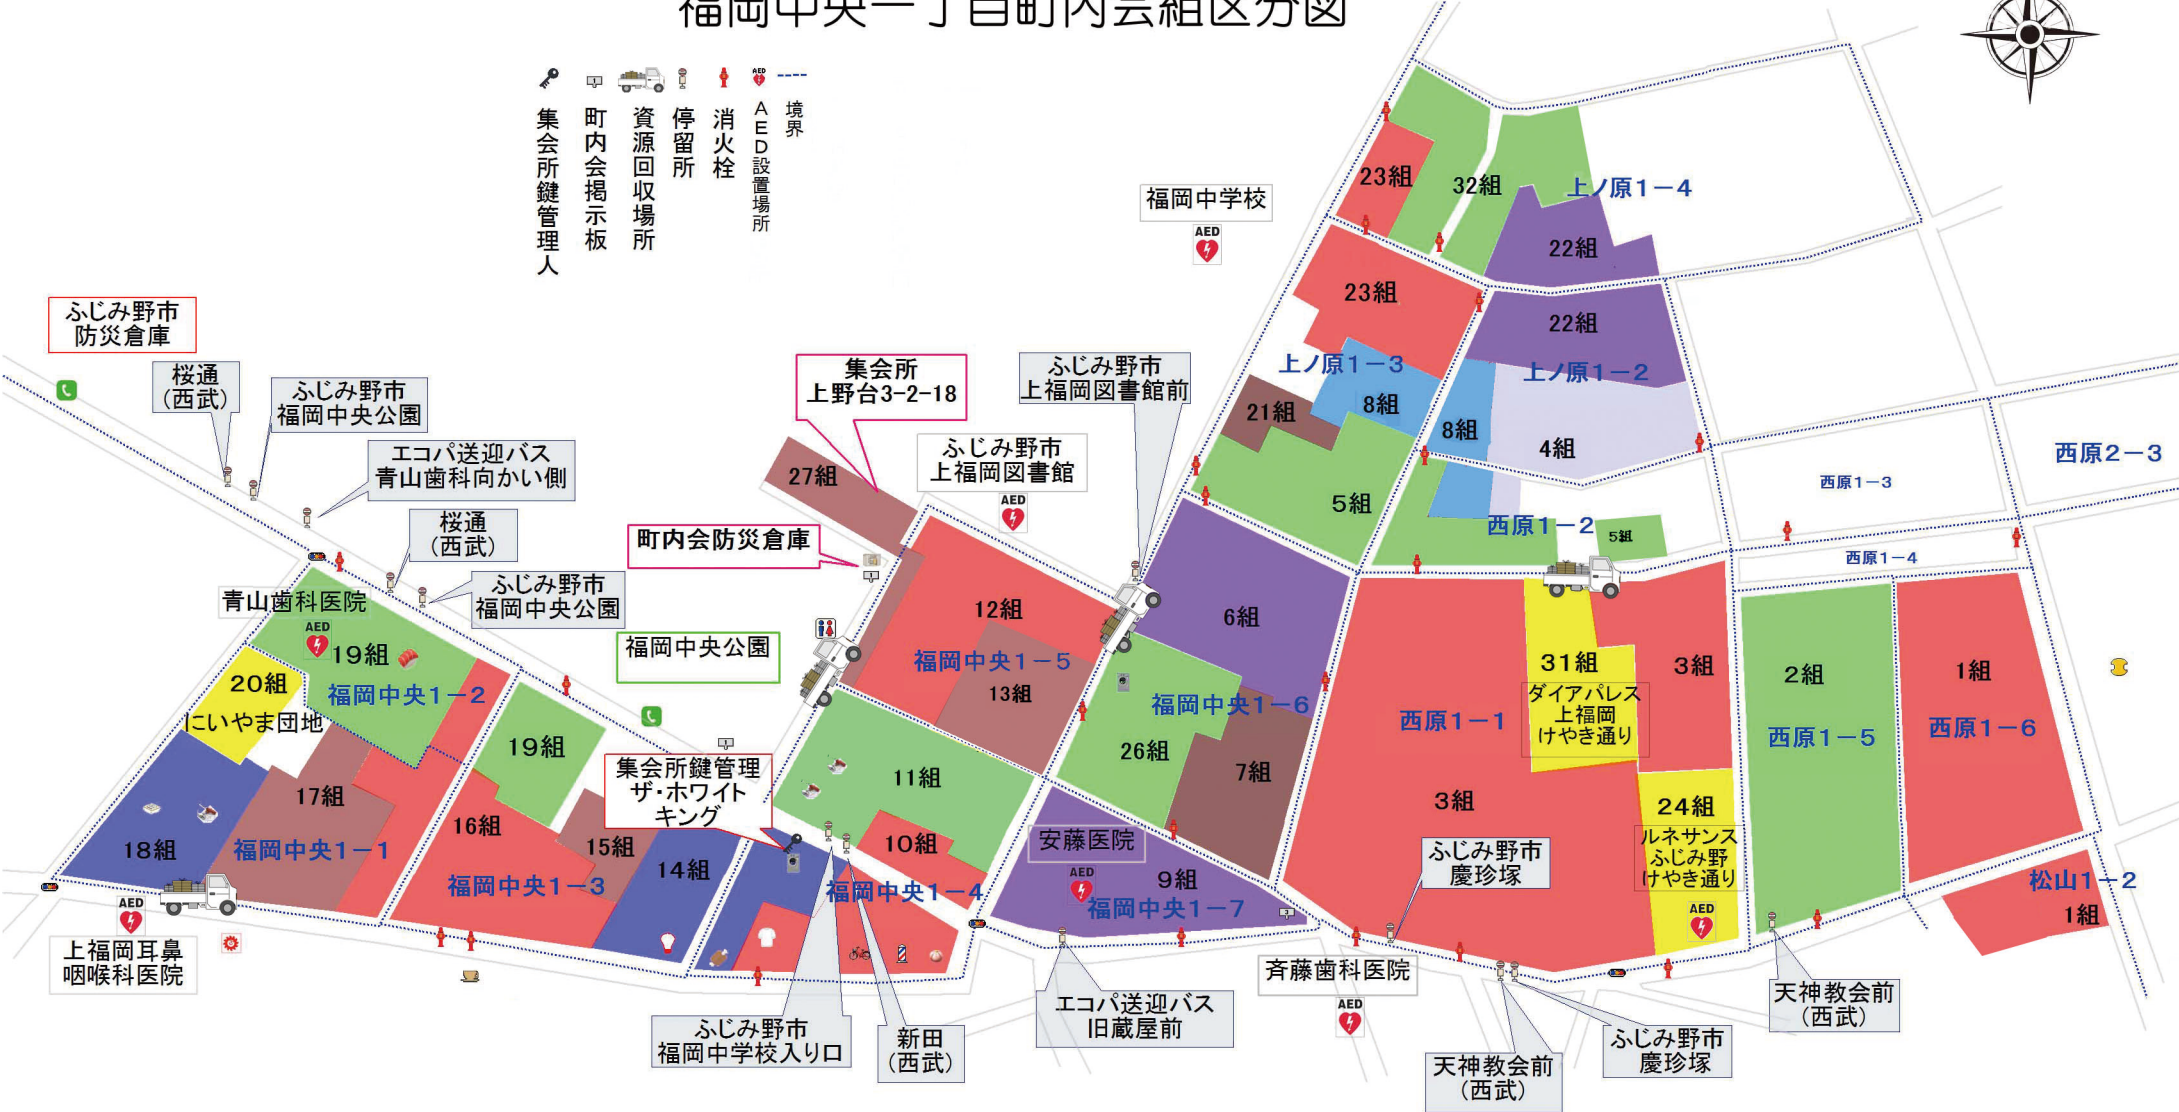 福岡中央一丁目町内会組区分図
集会所鍵管理人
町内会掲示板
資源回収場所
停留所
消火栓
AED
AED設置場所
境界
福岡中学校
AED
23組
32組
上ノ原1－4
22組
23組
22組
上ノ原1－3
上ノ原1－2
21組
8組
8組
4組
5組
西原1－2
5組
西原1－3
西原2－3
西原1－4
ふじみ野市
防災倉庫
桜通
（西武）
ふじみ野市
福岡中央公園
エコパ送迎バス
青山歯科向かい側
桜通
（西武）
ふじみ野市
福岡中央公園
集会所
上野台3-2-18
ふじみ野市
上福岡図書館前
ふじみ野市
上福岡図書館
AED
27組
町内会防災倉庫
福岡中央公園
青山歯科医院
AED
19組
20組
にいやま団地
福岡中央1－2
12組
福岡中央1－5
13組
6組
福岡中央1－6
26組
7組
西原1－1
31組
ダイアパレス
上福岡
けやき通り
3組
2組
西原1－5
1組
西原1－6
19組
集会所鍵管理
ザ・ホワイト
キング
11組
10組
17組
18組
福岡中央1－1
16組
15組
14組
福岡中央1－3
福岡中央1－4
安藤医院
AED
9組
福岡中央1－7
3組
24組
ルネサンス
ふじみ野
けやき通り
AED
ふじみ野市
慶珍塚
松山1－2
1組
AED
上福岡耳鼻
咽喉科医院
ふじみ野市
福岡中学校入り口
新田
（西武）
エコパ送迎バス
旧蔵屋前
斉藤歯科医院
AED
天神教会前
（西武）
ふじみ野市
慶珍塚
天神教会前
（西武）